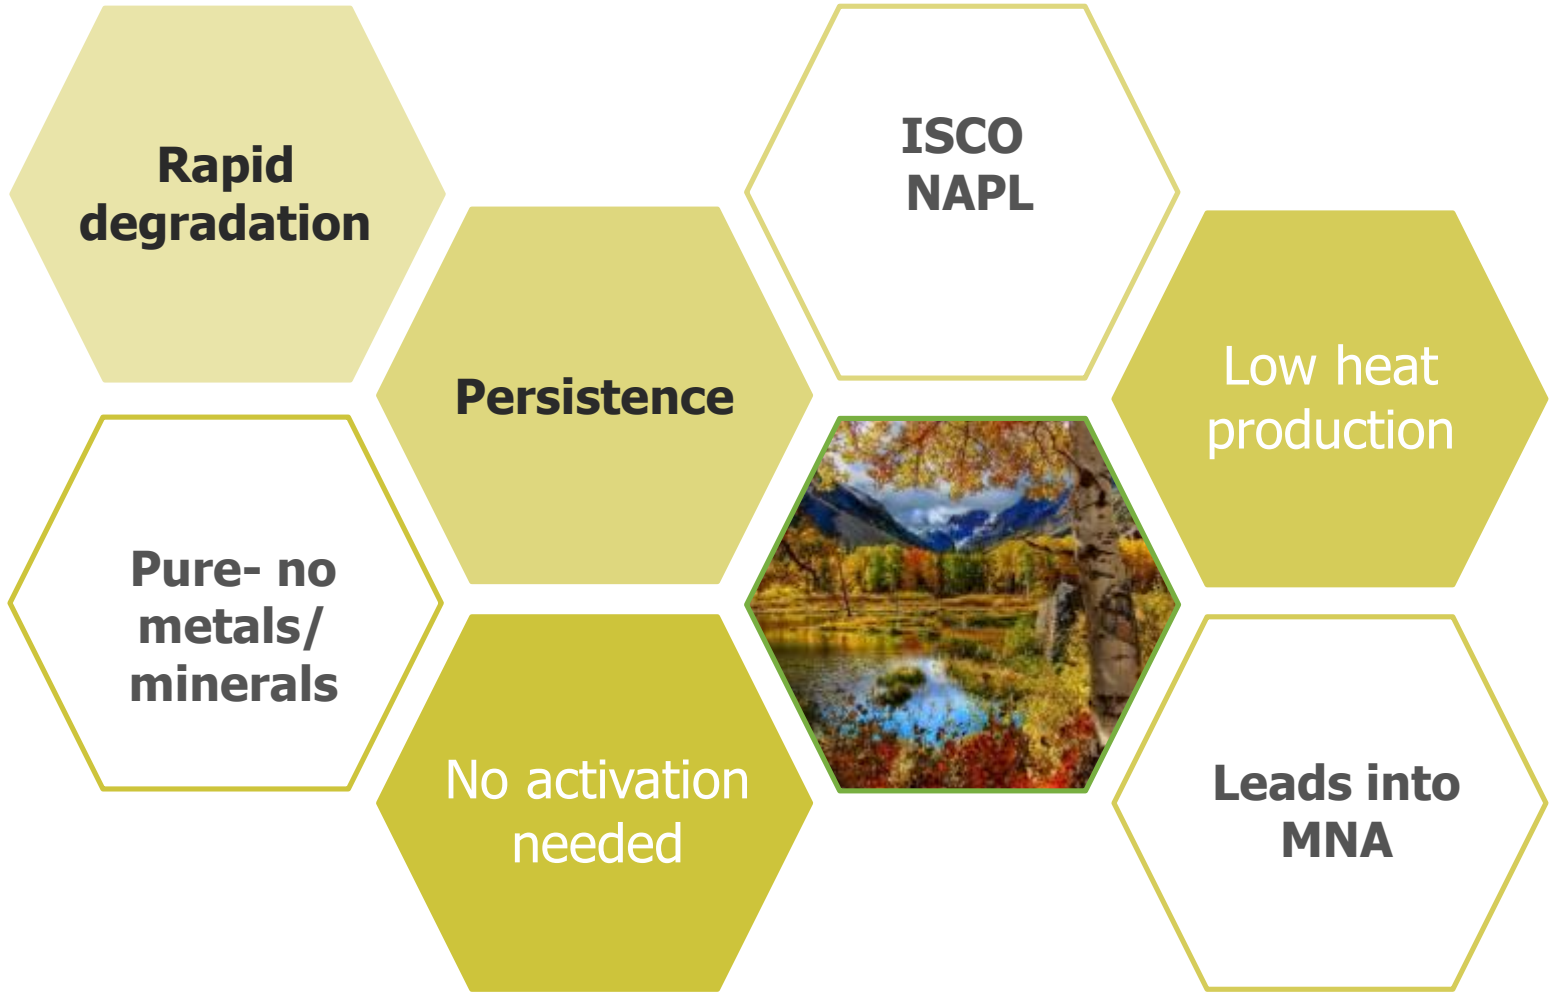 Rapid
degradation
Persistence
ISCO
NAPL
Low heat
production
Pure- no
metals/
minerals
No activation
needed
Leads into
MNA